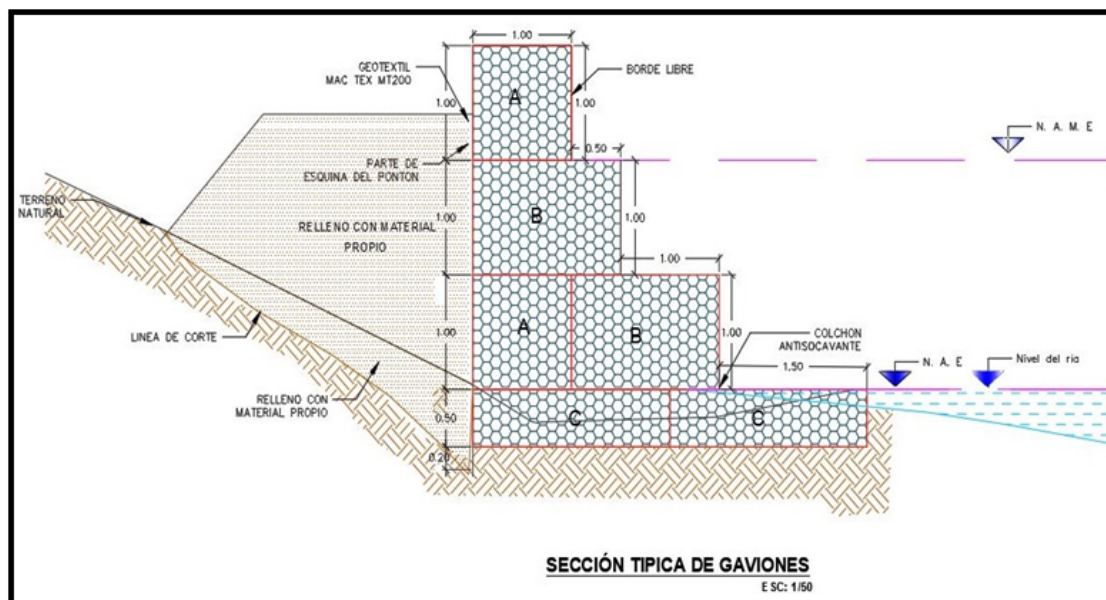 1.00
GEOTEXTIL
MAC TEX MT200
BORDE LIBRE
A
1.00
1.00
0.50
N. A. M. E
PARTE DE
ESQUINA DEL PONTON
TERRENO
NATURAL
RELLENO CON MATERIAL
PROPIO
1.00
B
1.00
1.00
LINEA DE CORTE
1.00
A
B
1.00
COLCHON
ANTISOCAVANTE
1.50
N. A. E
Nivel del ria
RELLENO CON
MATERIAL PROPIO
0.50
C
C
0.20
SECCIÓN TIPICA DE GAVIONES
ESC: 1/50